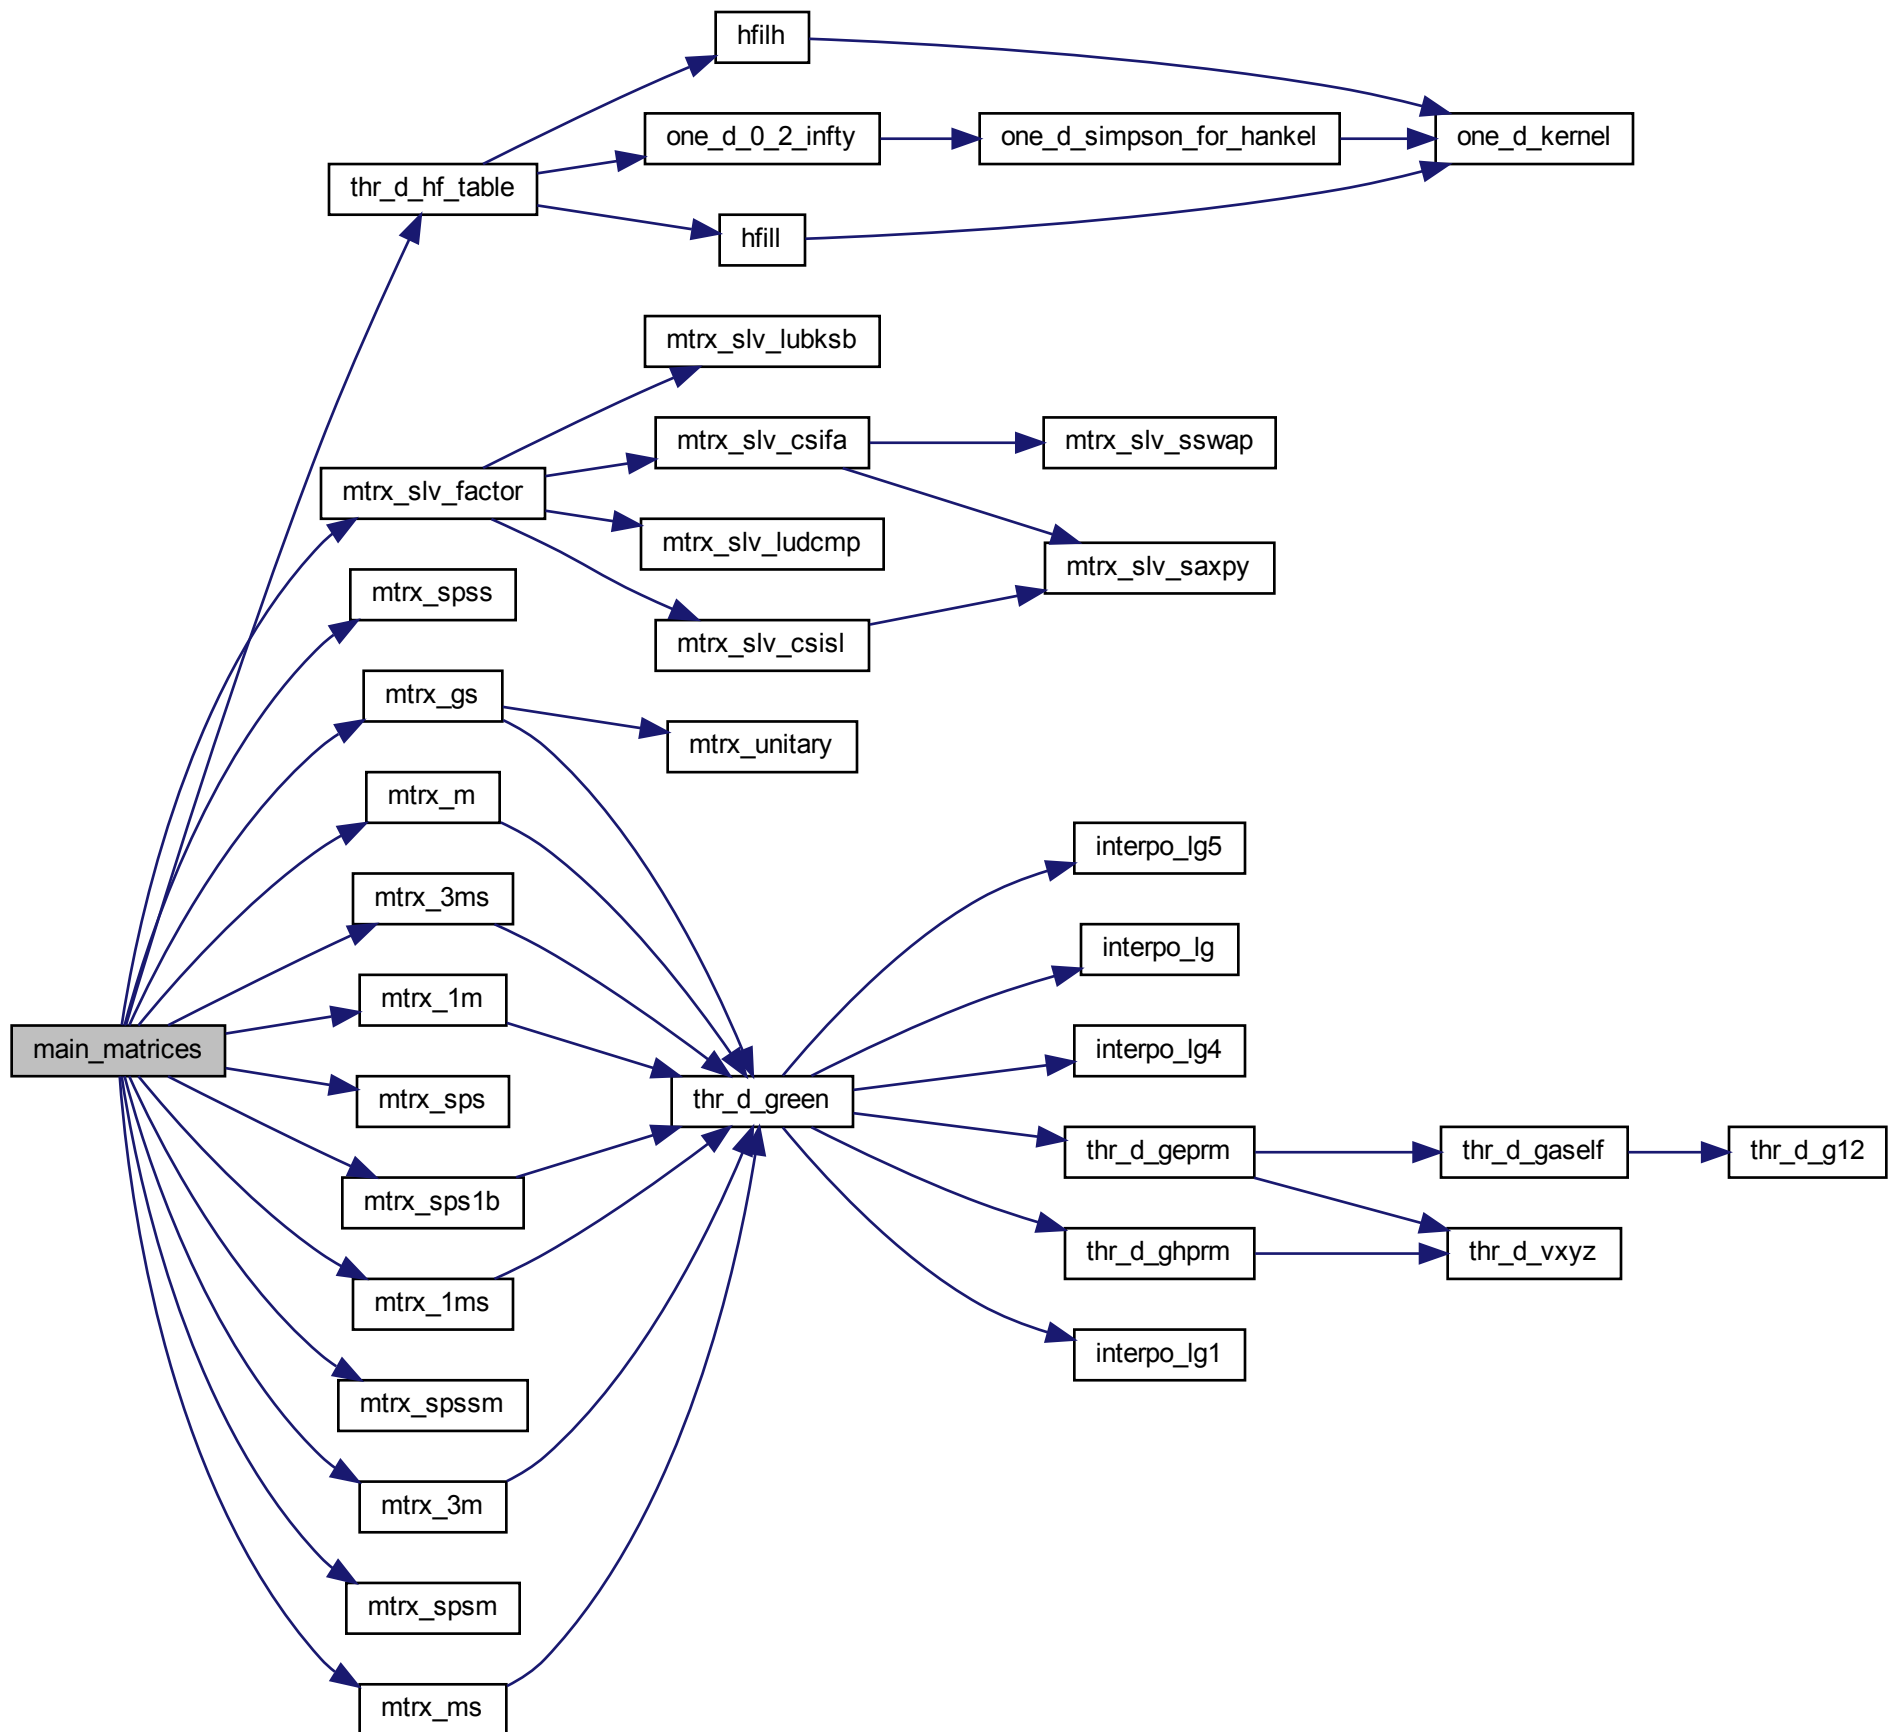 hfilh
one_d_0_2_infty
one_d_simpson_for_hankel
one_d_kernel
thr_d_hf_table
hfill
mtrx_slv_lubksb
mtrx_slv_csifa
mtrx_slv_sswap
mtrx_slv_factor
mtrx_slv_ludcmp
mtrx_slv_saxpy
mtrx_spss
mtrx_slv_csisl
mtrx_gs
mtrx_unitary
mtrx_m
interpo_lg5
mtrx_3ms
interpo_lg
mtrx_1m
main_matrices
interpo_lg4
mtrx_sps
thr_d_green
thr_d_geprm
thr_d_gaself
thr_d_g12
mtrx_sps1b
thr_d_ghprm
thr_d_vxyz
mtrx_1ms
interpo_lg1
mtrx_spssm
mtrx_3m
mtrx_spsm
mtrx_ms